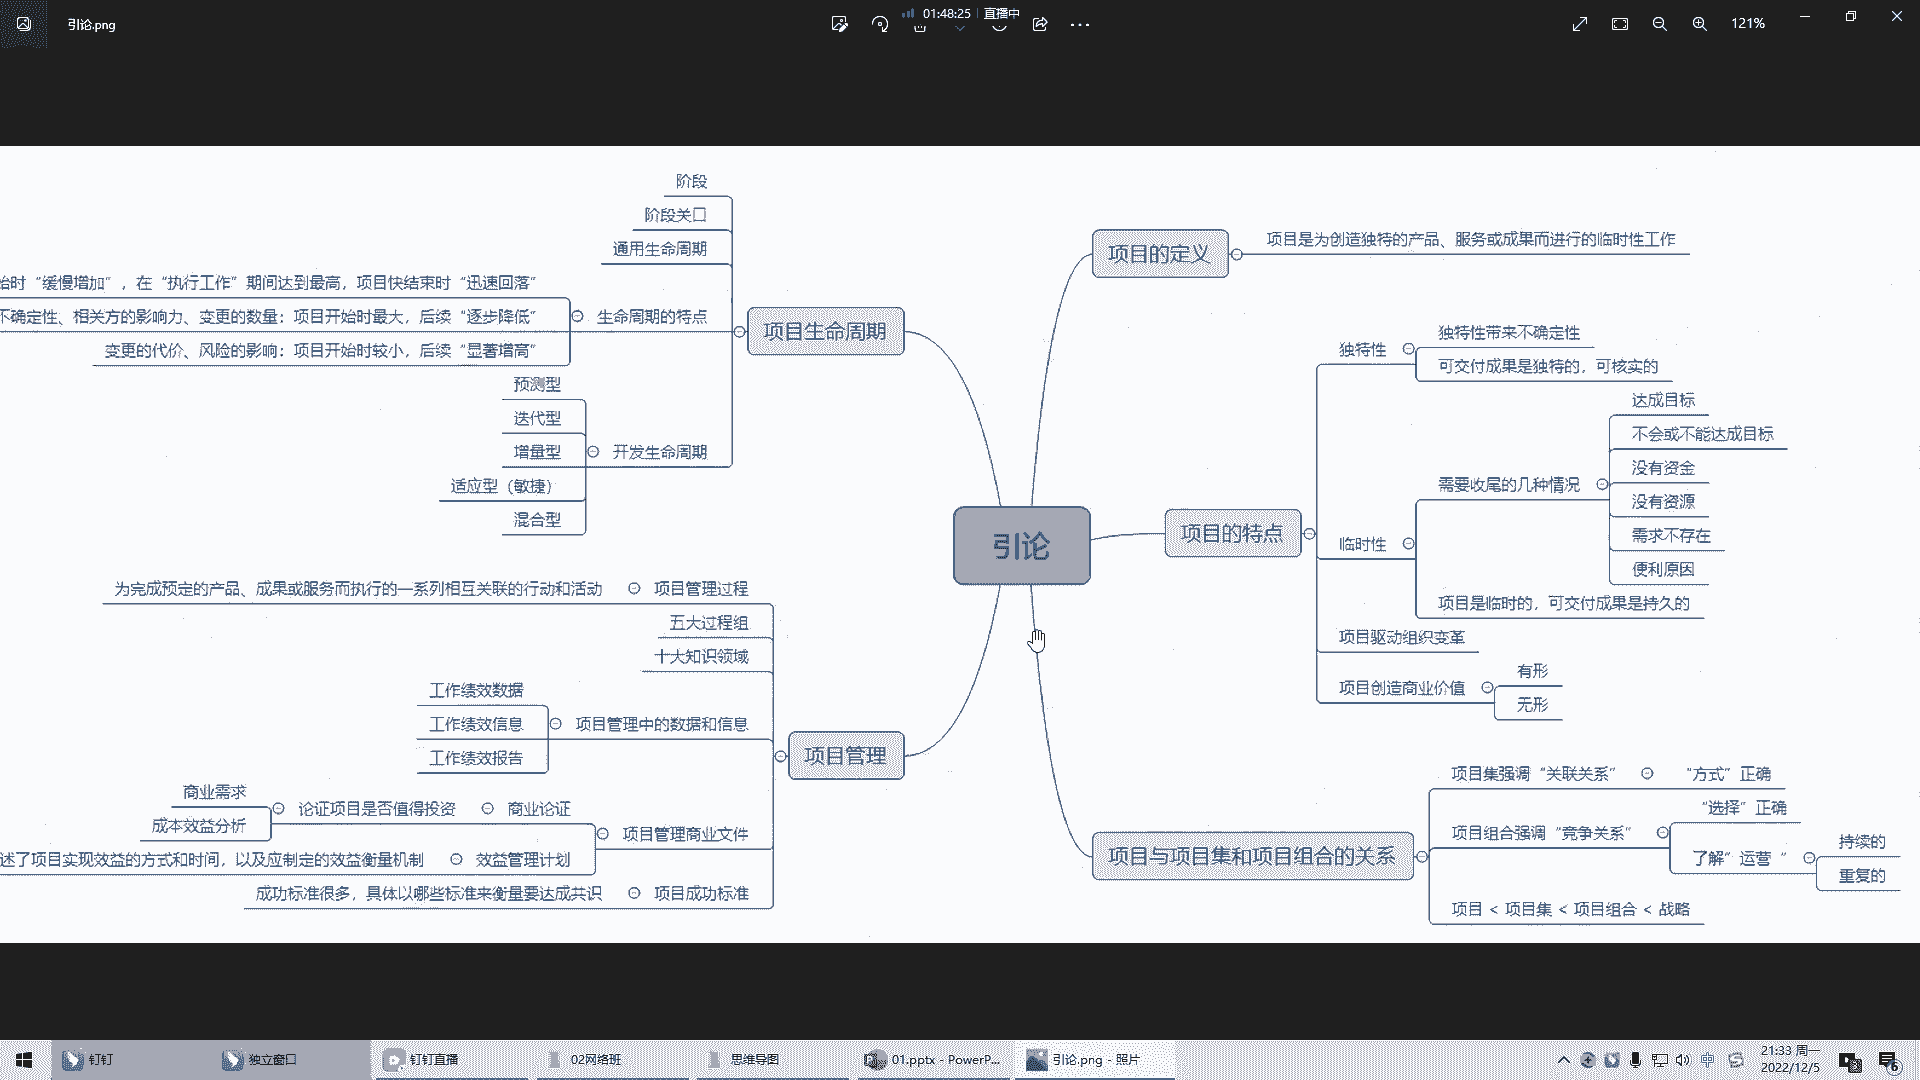 引论.png
01:48:25 直播中
121%
阶段
阶段关口
通用生命周期
始时“缓慢增加”，在“执行工作”期间达到最高，项目快结束时“迅速回落”
不确定性、相关方的影响力、变更的数量：项目开始时最大，后续“逐步降低”
变更的代价、风险的影响：项目开始时较小，后续“显著增高”
生命周期的特点
项目生命周期
预测型
迭代型
增量型
适应型（敏捷）
混合型
开发生命周期
项目的定义
项目是为创造独特的产品、服务或成果而进行的临时性工作
独特性
独特性带来不确定性
可交付成果是独特的，可核实的
达成目标
不会或不能达成目标
没有资金
需要收尾的几种情况
没有资源
需求不存在
便利原因
引论
项目的特点
临时性
项目是临时的，可交付成果是持久的
项目驱动组织变革
项目创造商业价值
有形
无形
为完成预定的产品、成果或服务而执行的一系列相互关联的行动和活动
项目管理过程
五大过程组
十大知识领域
工作绩效数据
工作绩效信息
工作绩效报告
项目管理中的数据和信息
项目管理
商业需求
成本效益分析
论证项目是否值得投资
商业论证
项目管理商业文件
述了项目实现效益的方式和时间，以及应制定的效益衡量机制
效益管理计划
成功标准很多，具体以哪些标准来衡量要达成共识
项目成功标准
项目集强调“关联关系”
“方式”正确
“选择”正确
项目组合强调“竞争关系”
了解”运营“
持续的
重复的
项目与项目集和项目组合的关系
项目 < 项目集 < 项目组合 < 战略
钉钉
独立窗口
钉钉直播
02网络班
思维导图
01.pptx - PowerP...
引论.png - 照片
中
21:33 周一
2022/12/5
6